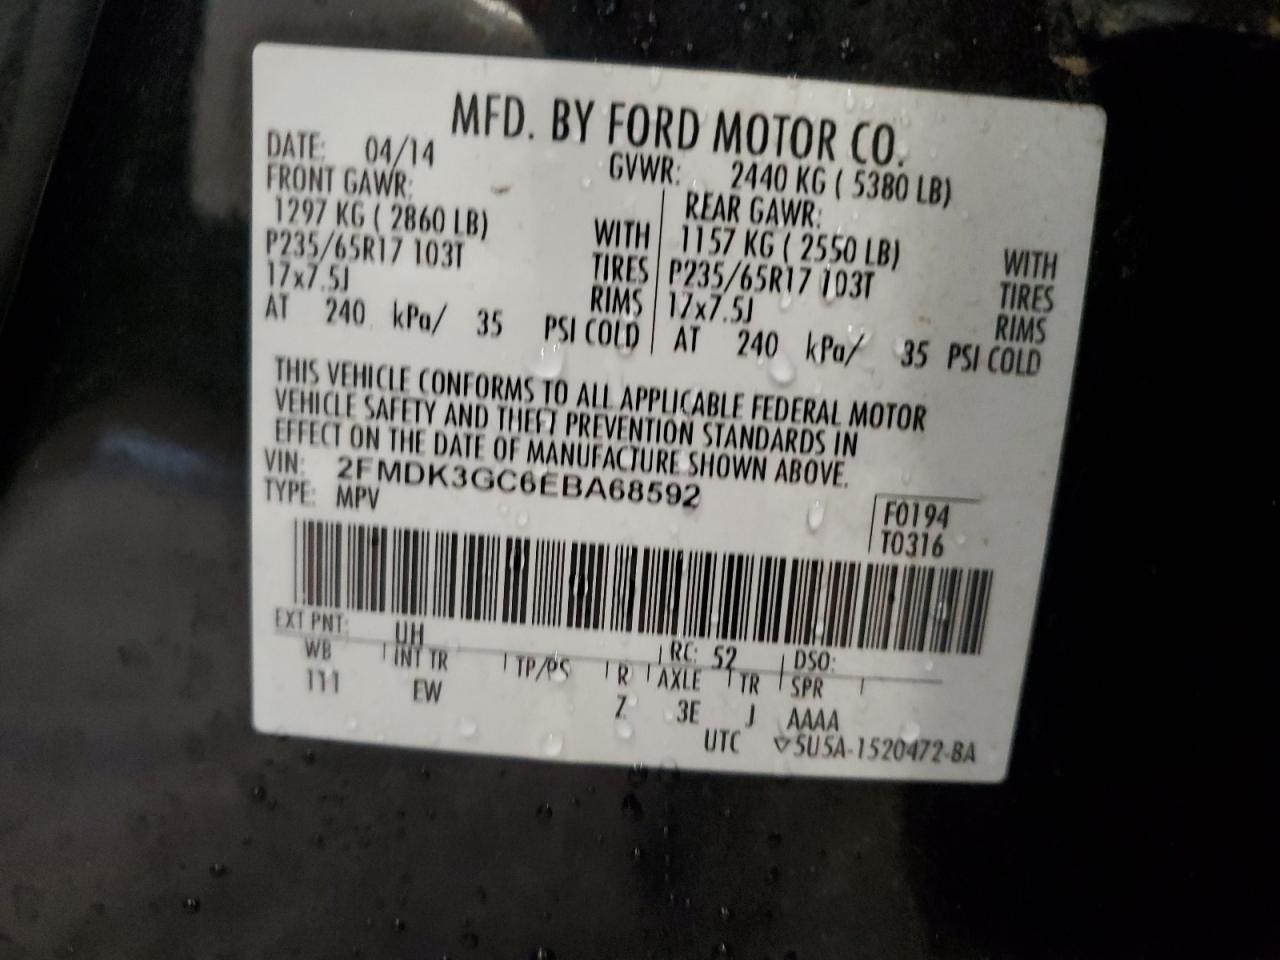 MFD. BY FORD MOTOR CO.
DATE: 04/14 GVWR: 2440 KG ( 5380 LB)
FRONT GAWR: REAR GAWR:
1297 KG ( 2860 LB) WITH 1157 KG ( 2550 LB) WITH
P235/65R17 103T TIRES P235/65R17 103T TIRES
17x7.5J RIMS 17x7.5J RIMS
AT 240 kPa/ 35 PSI COLD AT 240 kPa/ 35 PSI COLD
THIS VEHICLE CONFORMS TO ALL APPLICABLE FEDERAL MOTOR
VEHICLE SAFETY AND THEFT PREVENTION STANDARDS IN
EFFECT ON THE DATE OF MANUFACTURE SHOWN ABOVE.
VIN: 2FMDK3GC6EBA68592
TYPE: MPV
F0194
T0316
EXT PNT: UH RC: 52 DSO:
WB INT TR TP/PS R AXLE TR SPR
111 EW Z 3E J AAAA
UTC ▽5U5A-1520472-BA